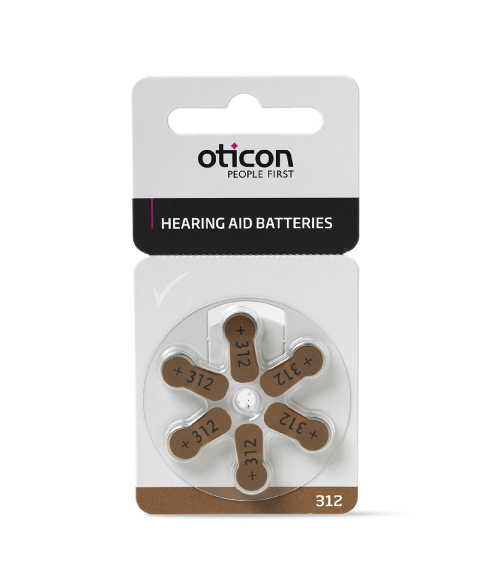 oticon
PEOPLE FIRST
HEARING AID BATTERIES
+ 312
+ 312
+ 312
+ 312
+ 312
+ 312
312